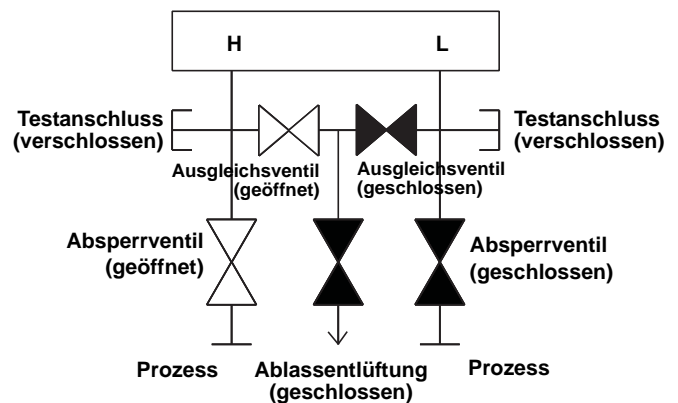 H
L
Testanschluss
(verschlossen)
Testanschluss
(verschlossen)
Ausgleichsventil
(geöffnet)
Ausgleichsventil
(geschlossen)
Absperrventil
(geöffnet)
Absperrventil
(geschlossen)
Prozess
Ablassentlüftung
(geschlossen)
Prozess